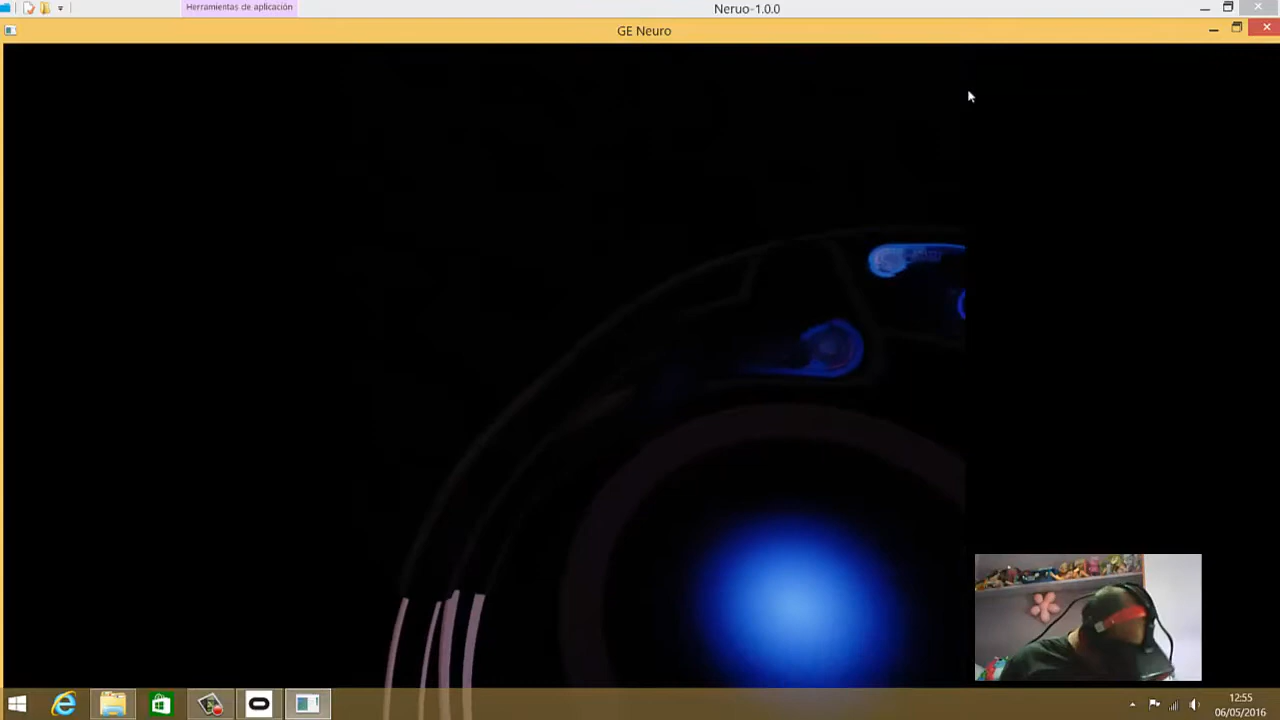 Herramientas de aplicación
Neruo-1.0.0
GE Neuro
12:55
06/05/2016